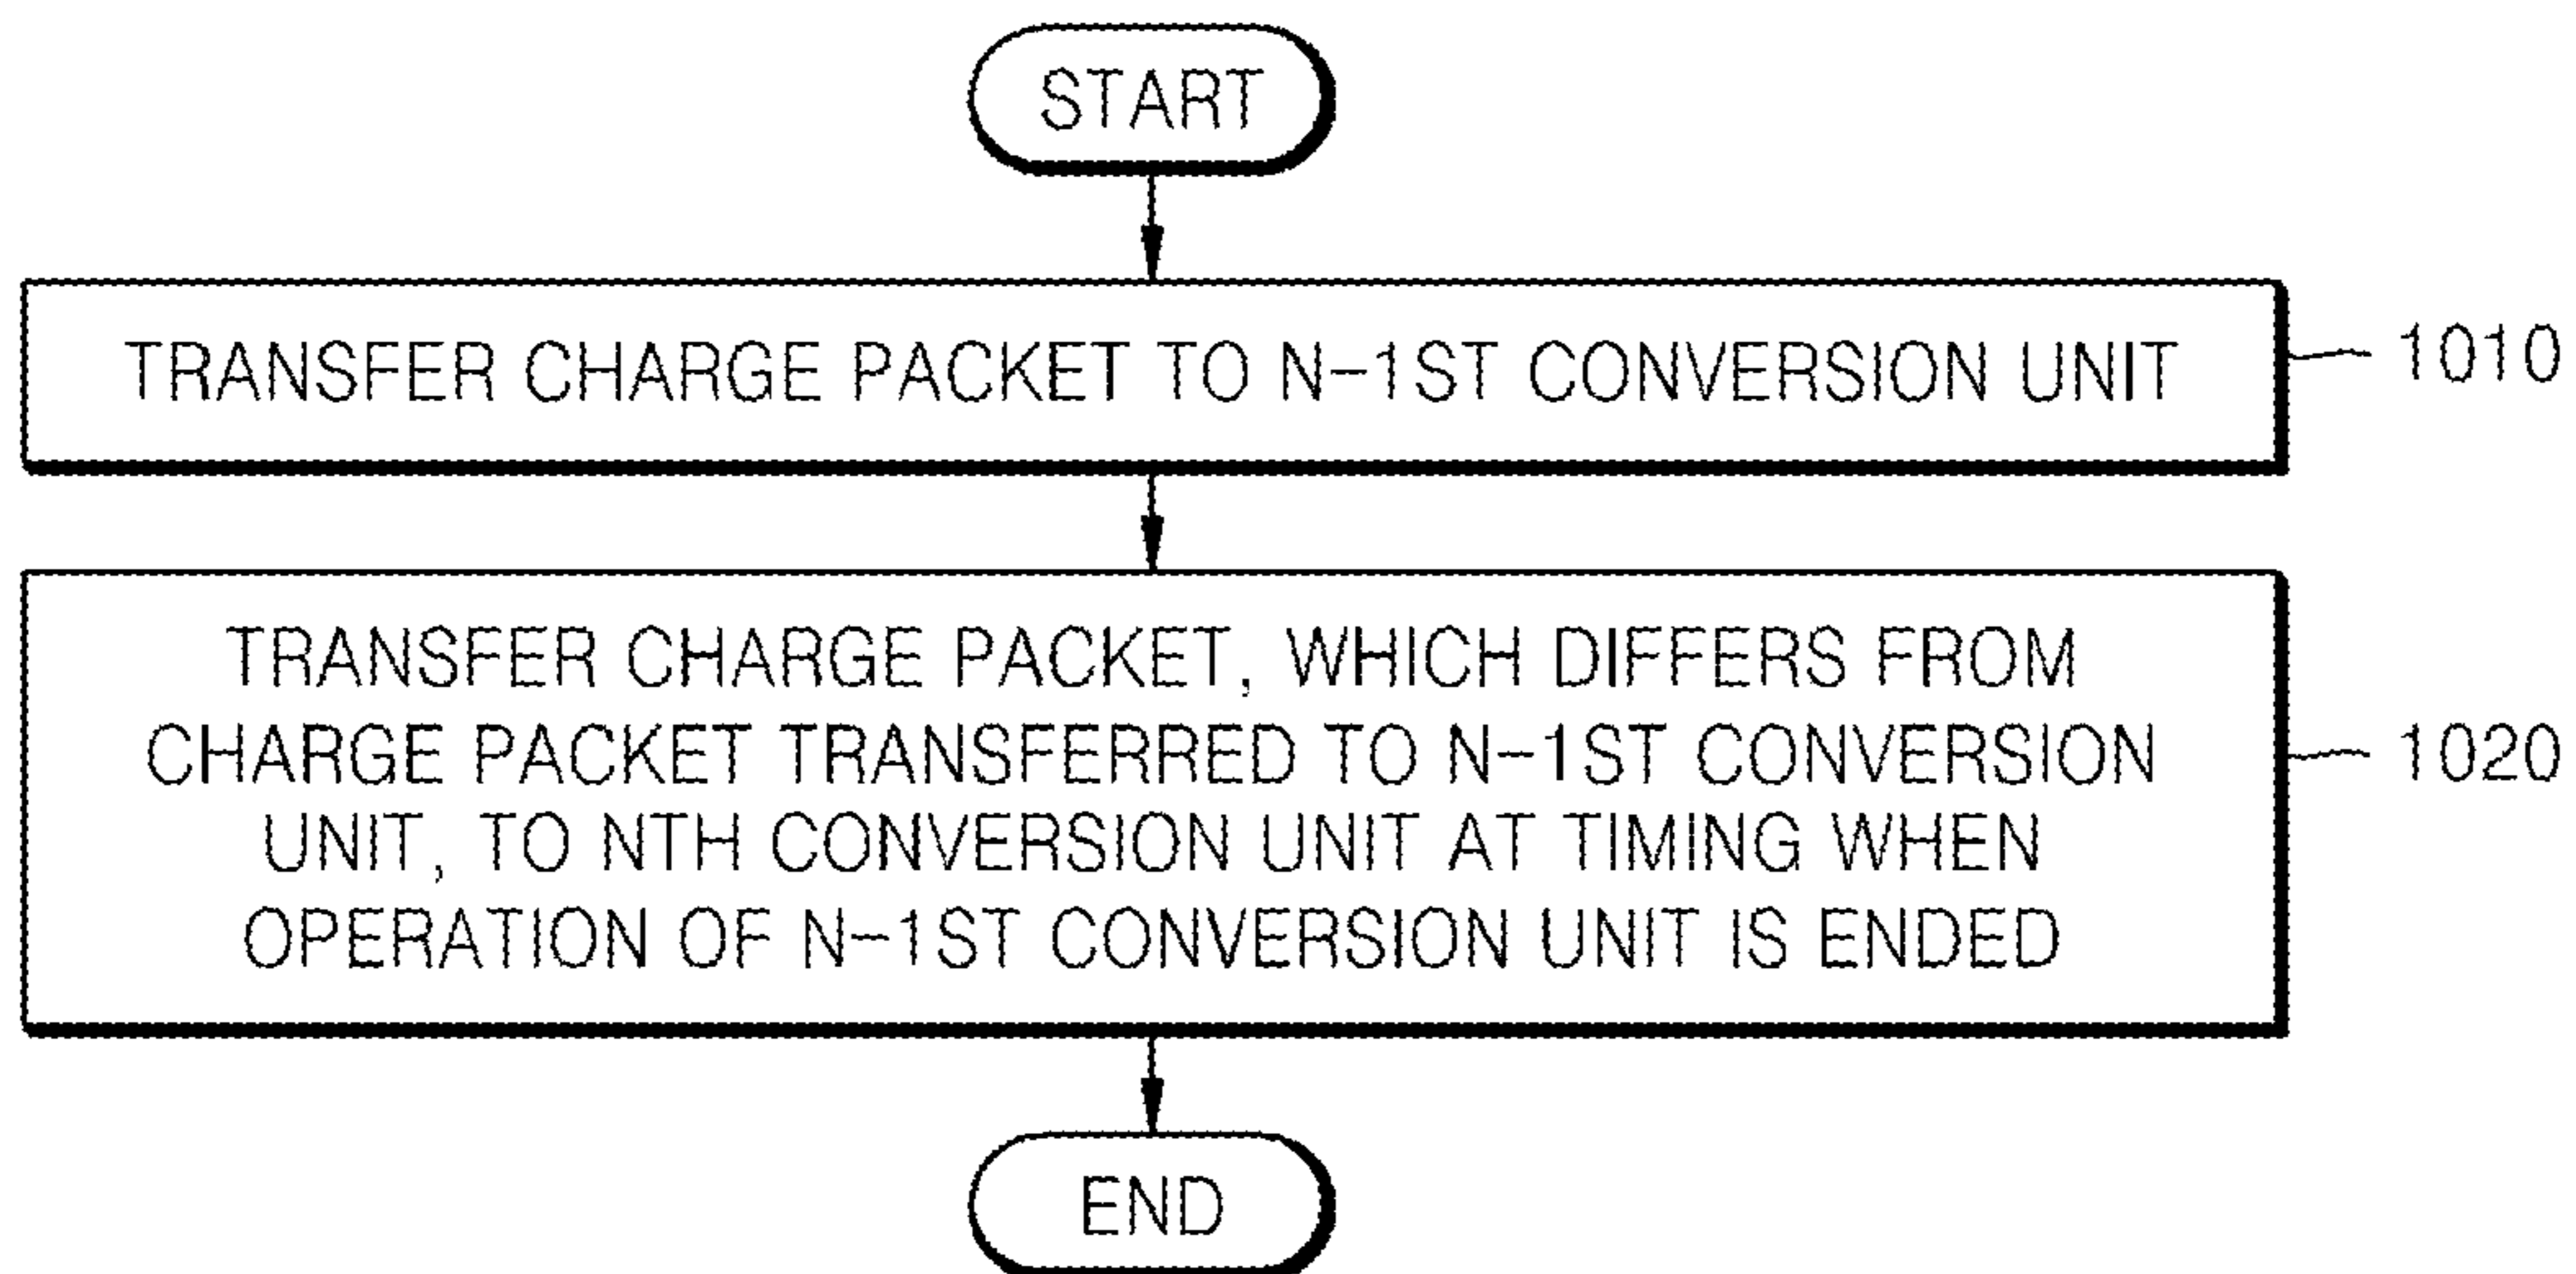 START
TRANSFER CHARGE PACKET TO N-1ST CONVERSION UNIT
1010
TRANSFER CHARGE PACKET, WHICH DIFFERS FROM
CHARGE PACKET TRANSFERRED TO N-1ST CONVERSION
UNIT, TO NTH CONVERSION UNIT AT TIMING WHEN
OPERATION OF N-1ST CONVERSION UNIT IS ENDED
1020
END